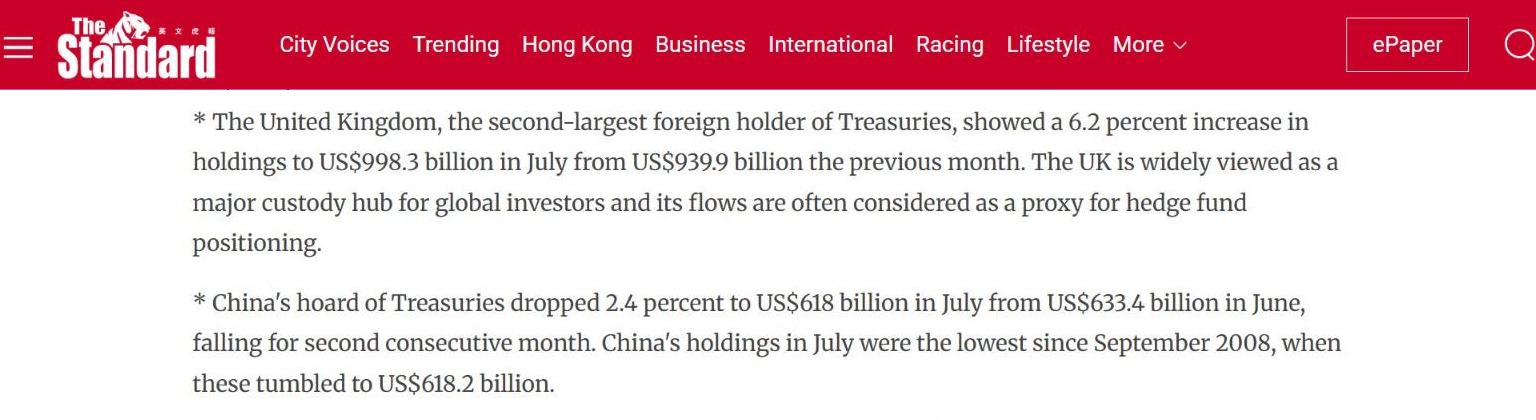 The
Standard
英文虎報
City Voices Trending Hong Kong Business International Racing Lifestyle More ePaper
* The United Kingdom, the second-largest foreign holder of Treasuries, showed a 6.2 percent increase in
holdings to US$998.3 billion in July from US$939.9 billion the previous month. The UK is widely viewed as a
major custody hub for global investors and its flows are often considered as a proxy for hedge fund
positioning.
* China's hoard of Treasuries dropped 2.4 percent to US$618 billion in July from US$633.4 billion in June,
falling for second consecutive month. China's holdings in July were the lowest since September 2008, when
these tumbled to US$618.2 billion.